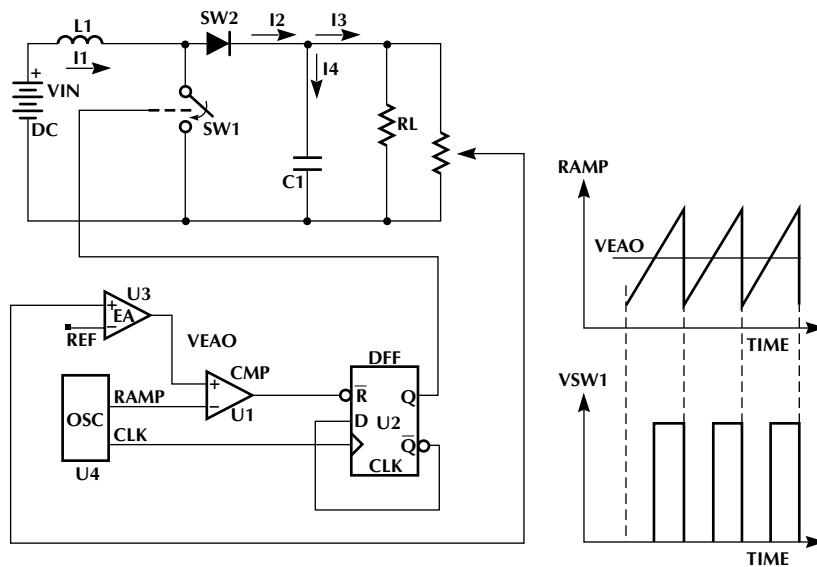 SW2
L1
I2
I3
I1
I4
+
VIN
DC
SW1
RL
C1
RAMP
VEAO
TIME
U3
+
EA
–
REF
VEAO
DFF
CMP
+
–
U1
R
Q
D
U2
Q
CLK
OSC
RAMP
CLK
U4
VSW1
TIME